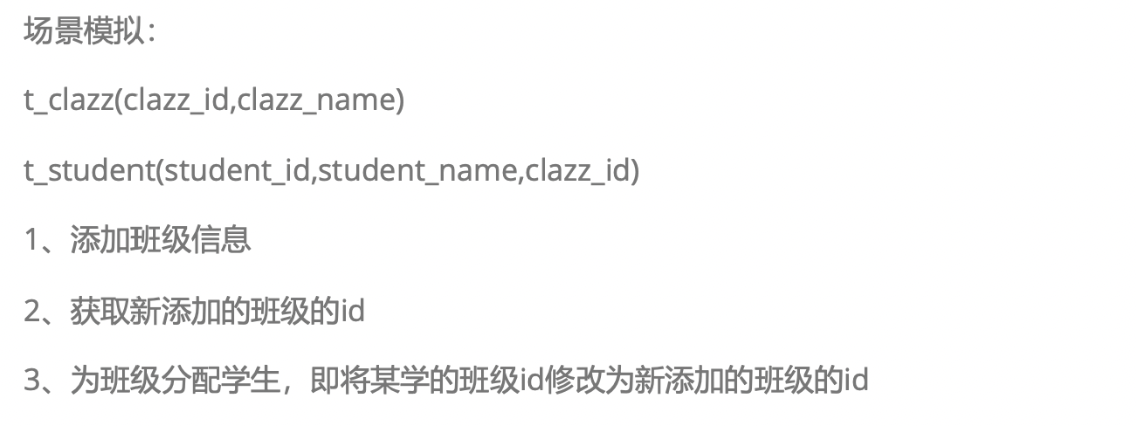 场景模拟：
t_clazz(clazz_id,clazz_name)
t_student(student_id,student_name,clazz_id)
1、添加班级信息
2、获取新添加的班级的id
3、为班级分配学生，即将某学的班级id修改为新添加的班级的id